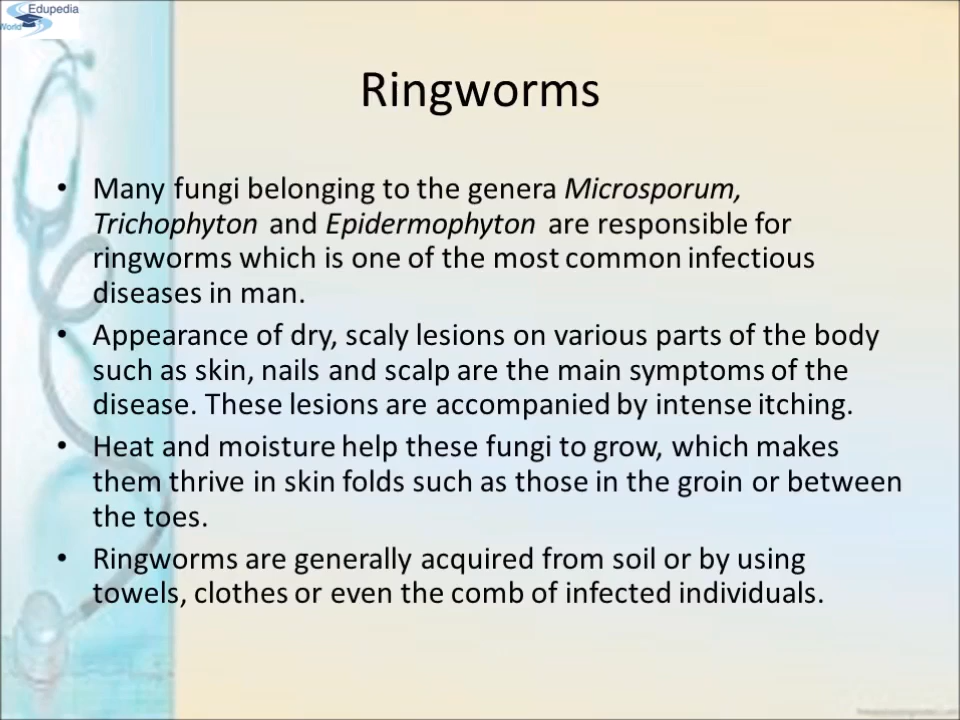 Edupedia
World
Ringworms
• Many fungi belonging to the genera Microsporum,
Trichophyton and Epidermophyton are responsible for
ringworms which is one of the most common infectious
diseases in man.
• Appearance of dry, scaly lesions on various parts of the body
such as skin, nails and scalp are the main symptoms of the
disease. These lesions are accompanied by intense itching.
• Heat and moisture help these fungi to grow, which makes
them thrive in skin folds such as those in the groin or between
the toes.
• Ringworms are generally acquired from soil or by using
towels, clothes or even the comb of infected individuals.